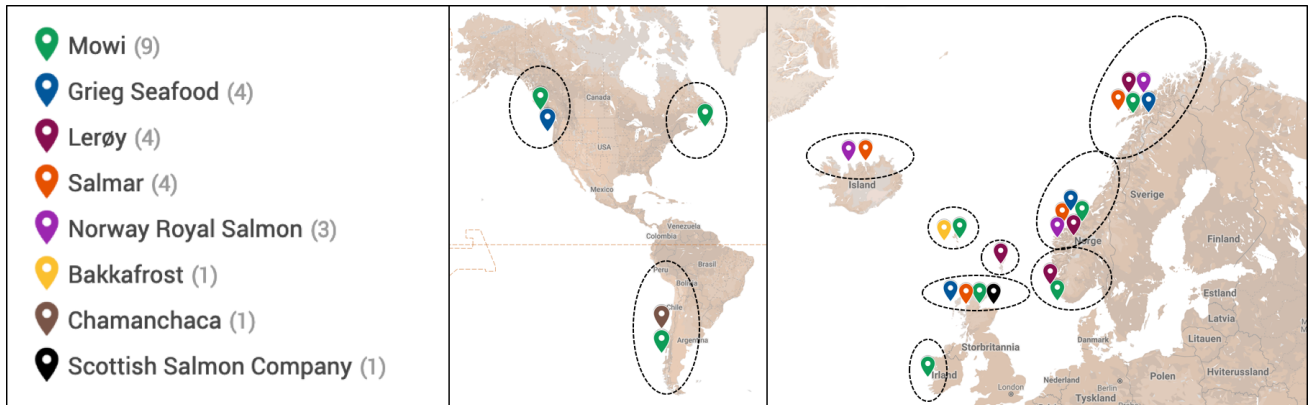 Mowi (9)
Grieg Seafood (4)
Lerøy (4)
Salmar (4)
Norway Royal Salmon (3)
Bakkafrost (1)
Chamanchaca (1)
Scottish Salmon Company (1)
Canada
USA
Mexico
Venezuela
Colombia
Peru
Brasil
Bolivia
Chile
Argentina
Island
Sverige
Norge
Finland
Estland
Latvia
Danmark
Litauen
Storbritannia
Irland
Hviterussland
London
Nederland
Berlin
Polen
Tyskland